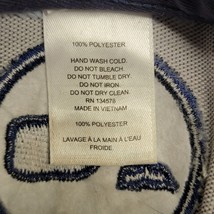 100% POLYESTER
HAND WASH COLD
DO NOT BLEACH
DO NOT TUMBLE DRY
DO NOT IRON
DO NOT DRY CLEAN
RN 134578
MADE IN VIETNAM
100% POLYESTER
LAVAGE À LA MAIN À L'EAU
FROIDE